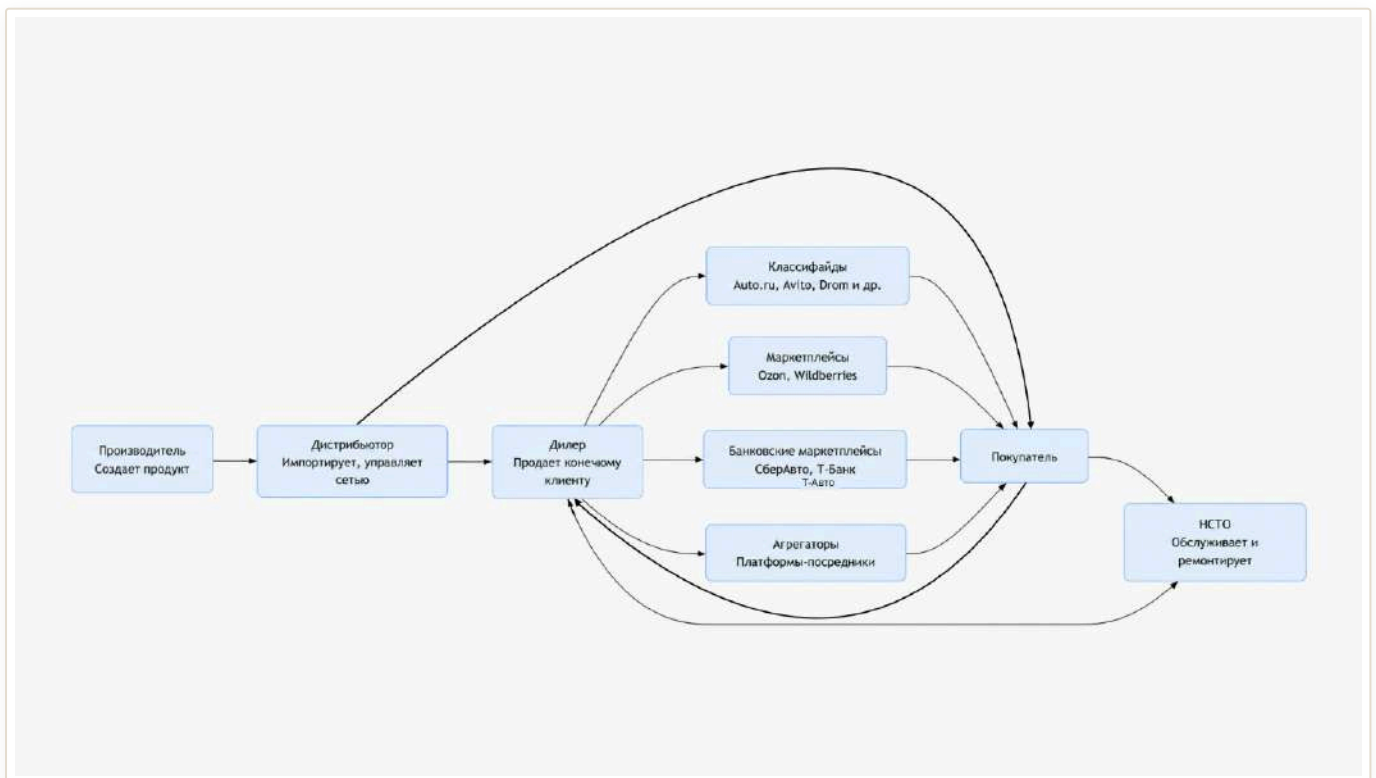 Производитель
Создает продукт
Дистрибьютор
Импортирует, управляет
сетью
Дилер
Продает конечному
клиенту
Классифайды
Auto.ru, Avito, Drom и др.
Маркетплейсы
Ozon, Wildberries
Банковские маркетплейсы
СберАвто, Т-Банк
Т-Авто
Агрегаторы
Платформы-посредники
Покупатель
НСТО
Обслуживает и
ремонтирует